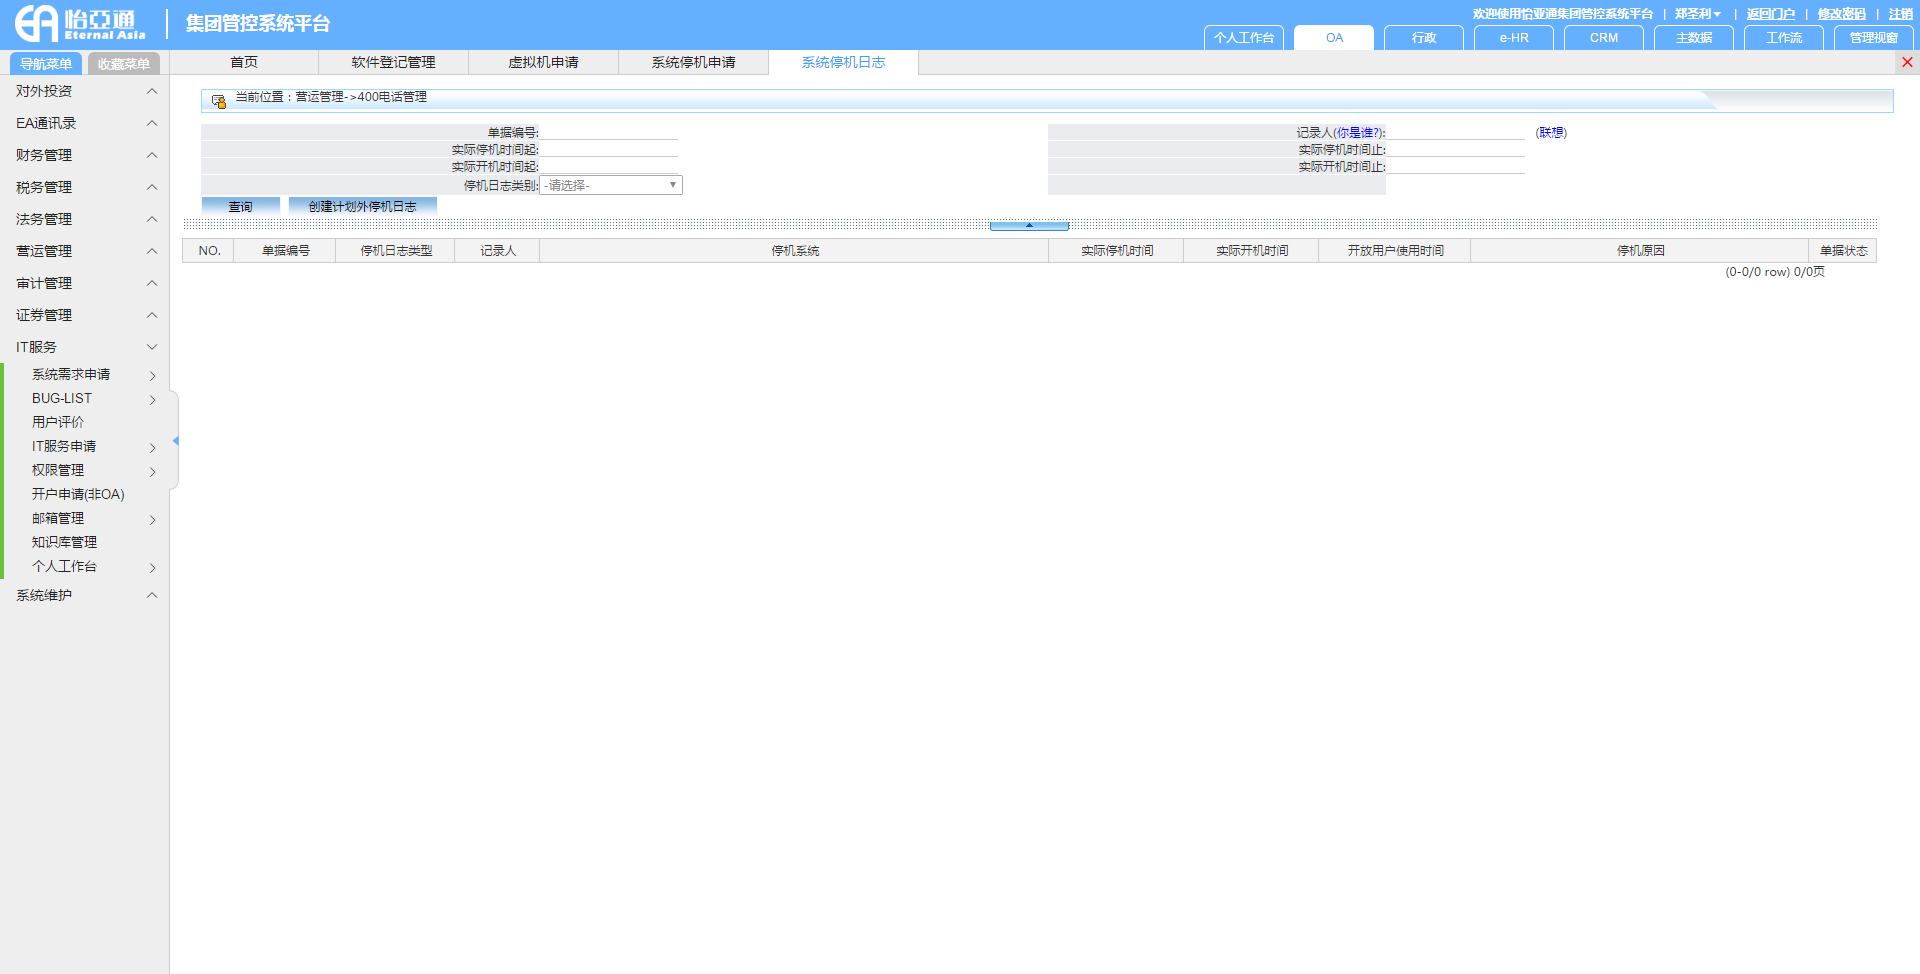 怡亞通
Eternal Asia
集团管控系统平台
欢迎使用怡亚通集团管控系统平台 | 郑圣利 | 返回门户 | 修改密码 | 注销
个人工作台 OA 行政 e-HR CRM 主数据 工作流 管理视窗
导航菜单 收藏菜单 首页 软件登记管理 虚拟机申请 系统停机申请 系统停机日志
对外投资
EA通讯录
财务管理
税务管理
法务管理
营运管理
审计管理
证券管理
IT服务
系统需求申请
BUG-LIST
用户评价
IT服务申请
权限管理
开户申请(非OA)
邮箱管理
知识库管理
个人工作台
系统维护
当前位置：营运管理->400电话管理
单据编号: 记录人(你是谁?): (联想)
实际停机时间起: 实际停机时间止:
实际开机时间起: 实际开机时间止:
停机日志类别: -请选择-
查询 创建计划外停机日志
NO. 单据编号 停机日志类型 记录人 停机系统 实际停机时间 实际开机时间 开放用户使用时间 停机原因 单据状态
(0-0/0 row) 0/0页